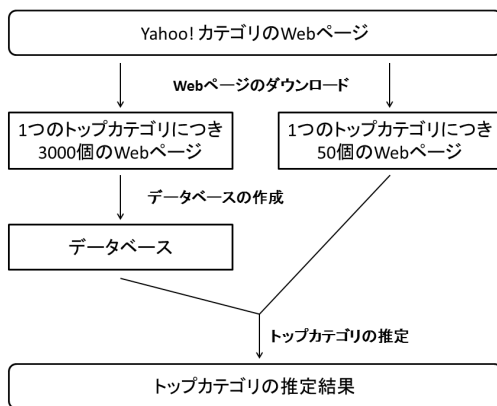 Yahoo! カテゴリのWebページ
Webページのダウンロード
1つのトップカテゴリにつき
3000個のWebページ
1つのトップカテゴリにつき
50個のWebページ
データベースの作成
データベース
トップカテゴリの推定
トップカテゴリの推定結果